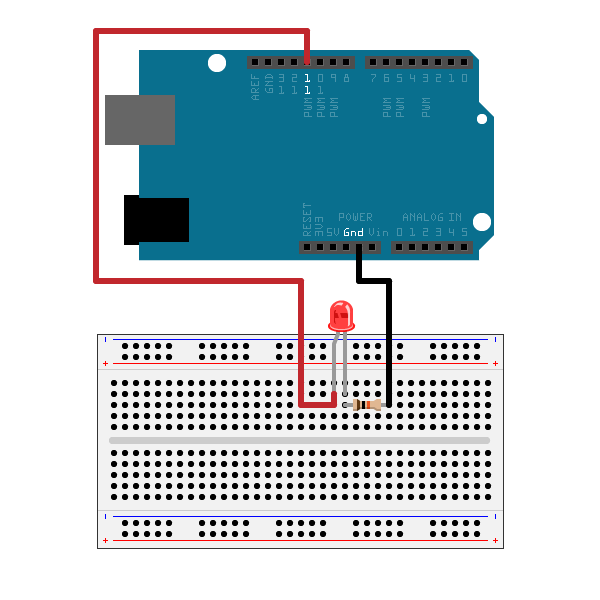 AREF GND 13 12 11 10 9 8 7 6 5 4 3 2 1 0
PWM PWM PWM PWM PWM PWM
POWER ANALOG IN
RESET 3V3 5V Gnd Vin 0 1 2 3 4 5
+ +
+ +